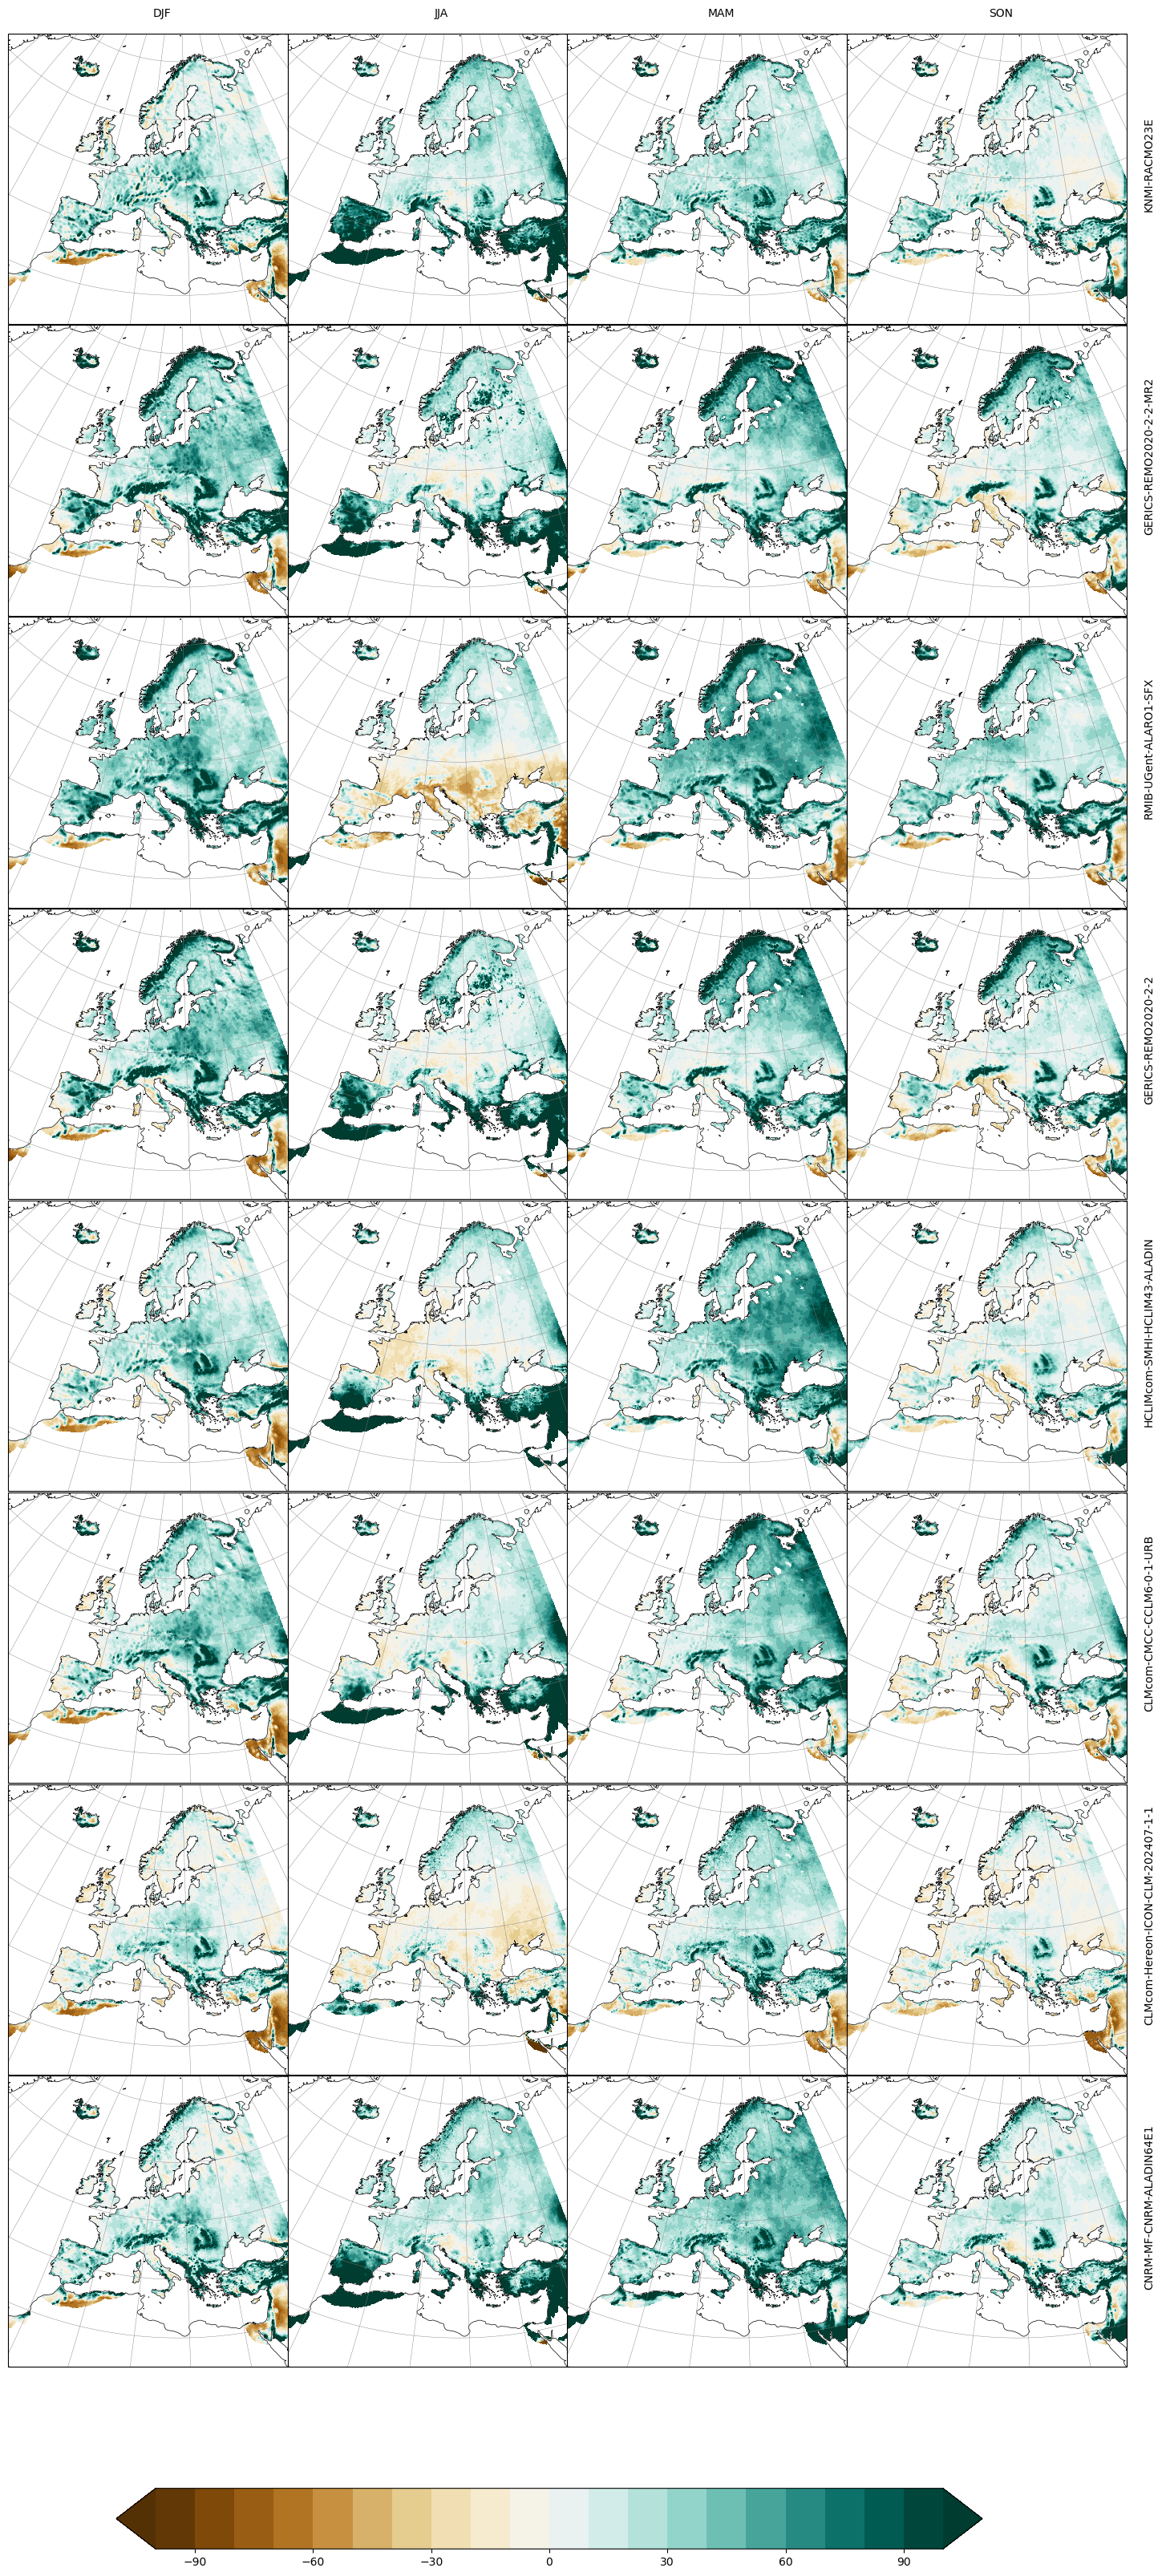 DJF JJA MAM SON
KNMI-RACMO23E
GERICS-REMO2020-2-2-MR2
RMIB-UGent-ALARO1-SFX
GERICS-REMO2020-2-2
HCLIMcom-SMHI-HCLIM43-ALADIN
CLMcom-CMCC-CCLM6-0-1-URB
CLMcom-Hereon-ICON-CLM-202407-1-1
CNRM-MF-CNRM-ALADIN64E1
−90 −60 −30 0 30 60 90